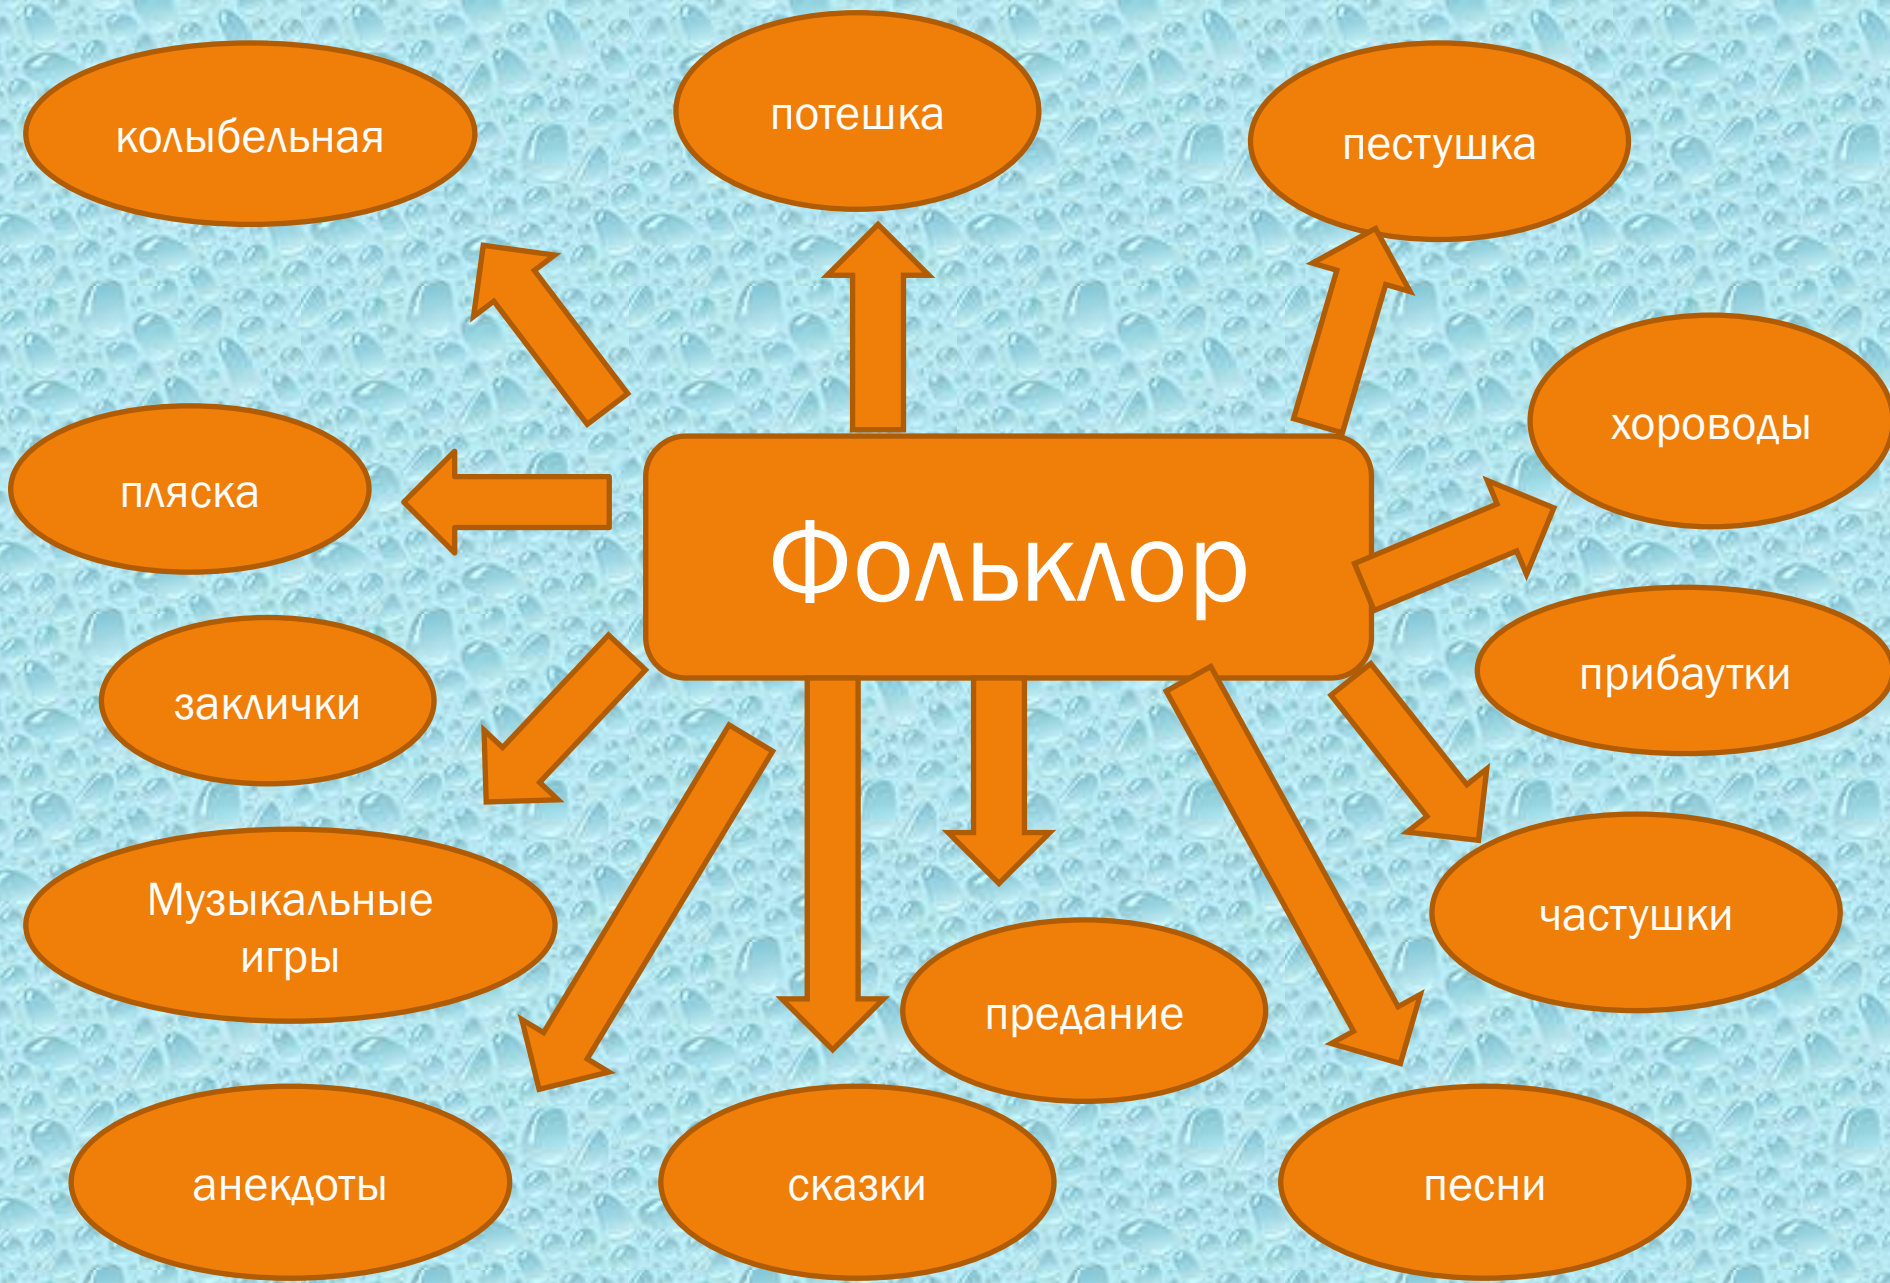 колыбельная
потешка
пестушка
хороводы
пляска
Фольклор
заклички
прибаутки
Музыкальные
игры
частушки
предание
анекдоты
сказки
песни